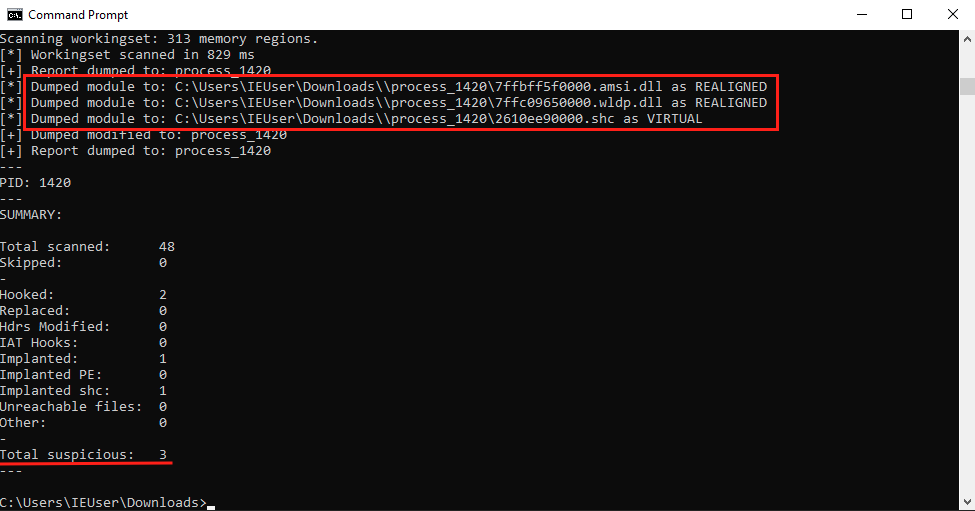 Command Prompt
Scanning workingset: 313 memory regions.
[*] Workingset scanned in 829 ms
[+] Report dumped to: process_1420
[*] Dumped module to: C:\Users\IEUser\Downloads\\process_1420\7ffbff5f0000.amsi.dll as REALIGNED
[*] Dumped module to: C:\Users\IEUser\Downloads\\process_1420\7ffc09650000.wldp.dll as REALIGNED
[*] Dumped module to: C:\Users\IEUser\Downloads\\process_1420\2610ee90000.shc as VIRTUAL
[+] Dumped modified to: process_1420
[+] Report dumped to: process_1420
---
PID: 1420
---
SUMMARY:
Total scanned: 48
Skipped: 0
-
Hooked: 2
Replaced: 0
Hdrs Modified: 0
IAT Hooks: 0
Implanted: 1
Implanted PE: 0
Implanted shc: 1
Unreachable files: 0
Other: 0
-
Total suspicious: 3
---
C:\Users\IEUser\Downloads>